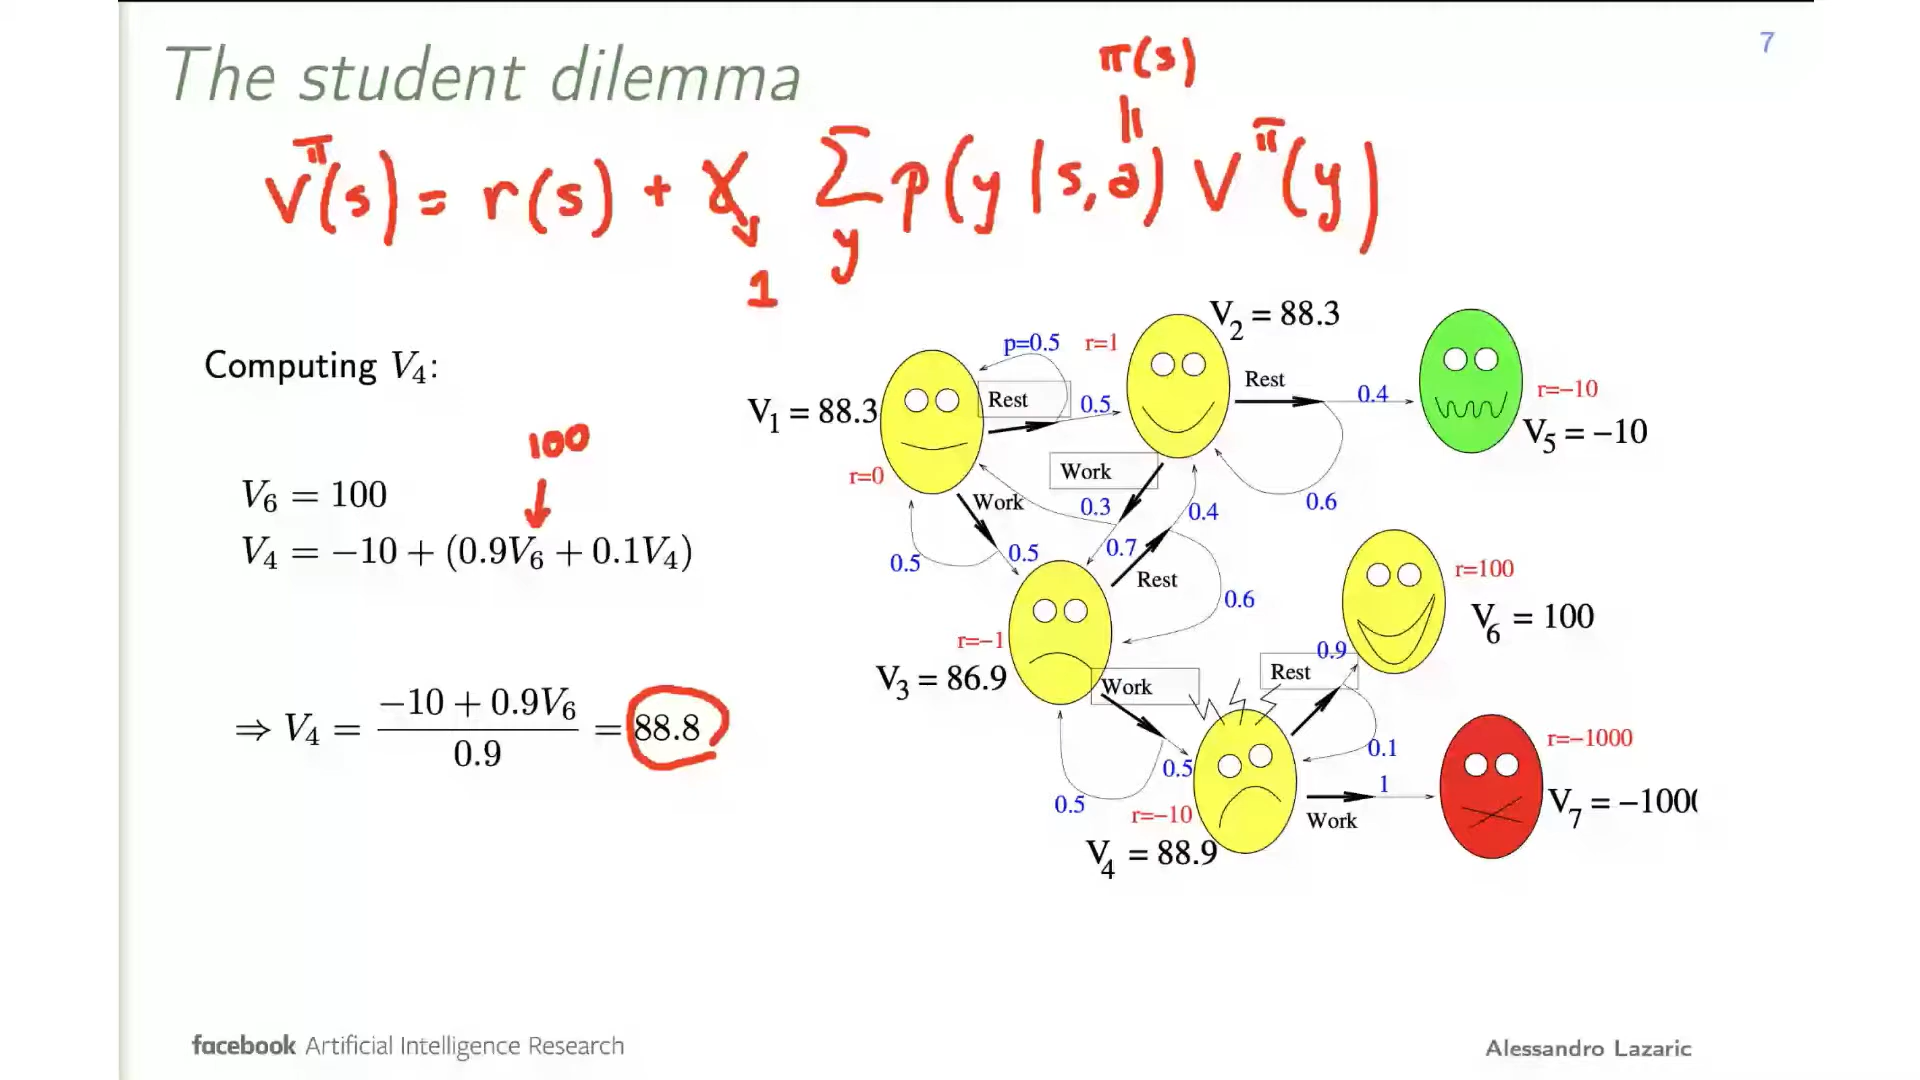 The student dilemma
7
π(s)
||
V^π(s) = r(s) + γ ∑_y p(y|s,a) V^π(y)
1
Computing V₄:
100
V₆ = 100
V₄ = −10 + (0.9V₆ + 0.1V₄)
⇒ V₄ = (−10 + 0.9V₆) / 0.9 = 88.8
V₂ = 88.3
p=0.5 r=1
Rest
0.4
r=−10
Rest
0.5
V₁ = 88.3
V₅ = −10
r=0
Work
Work
0.3
0.4
0.6
0.5
0.5
0.7
Rest
0.6
r=100
V₆ = 100
r=−1
0.9
V₃ = 86.9
Work
Rest
0.1
r=−1000
0.5
1
0.5
r=−10
Work
V₇ = −100
V₄ = 88.9
facebook Artificial Intelligence Research
Alessandro Lazaric